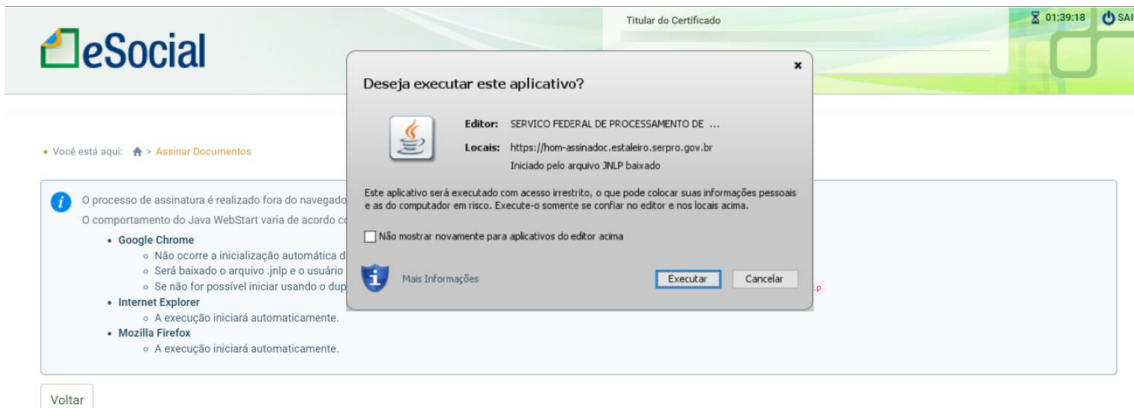 eSocial
Titular do Certificado
01:39:18 SAI
Deseja executar este aplicativo?
Editor: SERVICO FEDERAL DE PROCESSAMENTO DE ...
Locais: https://hom-assinadoc.estaleiro.serpro.gov.br
Iniciado pelo arquivo JNLP baixado
Este aplicativo será executado com acesso irrestrito, o que pode colocar suas informações pessoais
e as do computador em risco. Execute-o somente se confiar no editor e nos locais acima.
Não mostrar novamente para aplicativos do editor acima
Mais Informações
Executar
Cancelar
Você está aqui: > Assinar Documentos
O processo de assinatura é realizado fora do navegado
O comportamento do Java WebStart varia de acordo co
Google Chrome
Não ocorre a inicialização automática d
Será baixado o arquivo .jnlp e o usuário
Se não for possível iniciar usando o dup
.p
Internet Explorer
A execução iniciará automaticamente.
Mozilla Firefox
A execução iniciará automaticamente.
Voltar